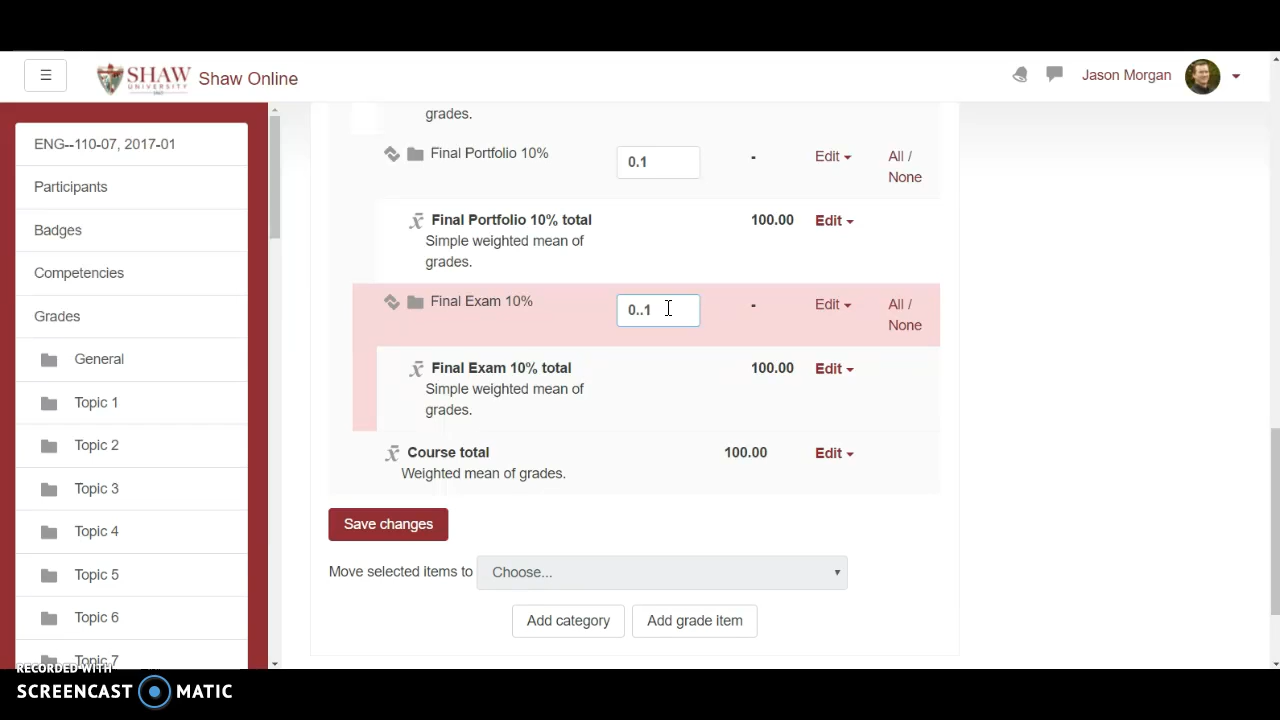 SHAW
UNIVERSITY
Shaw Online
Jason Morgan
ENG--110-07, 2017-01
Participants
Badges
Competencies
Grades
General
Topic 1
Topic 2
Topic 3
Topic 4
Topic 5
Topic 6
Topic 7
grades.
Final Portfolio 10%
0.1
-
Edit
All /
None
x̄ Final Portfolio 10% total
100.00
Edit
Simple weighted mean of
grades.
Final Exam 10%
0..1
-
Edit
All /
None
x̄ Final Exam 10% total
100.00
Edit
Simple weighted mean of
grades.
x̄ Course total
100.00
Edit
Weighted mean of grades.
Save changes
Move selected items to
Choose...
Add category
Add grade item
RECORDED WITH
SCREENCAST MATIC